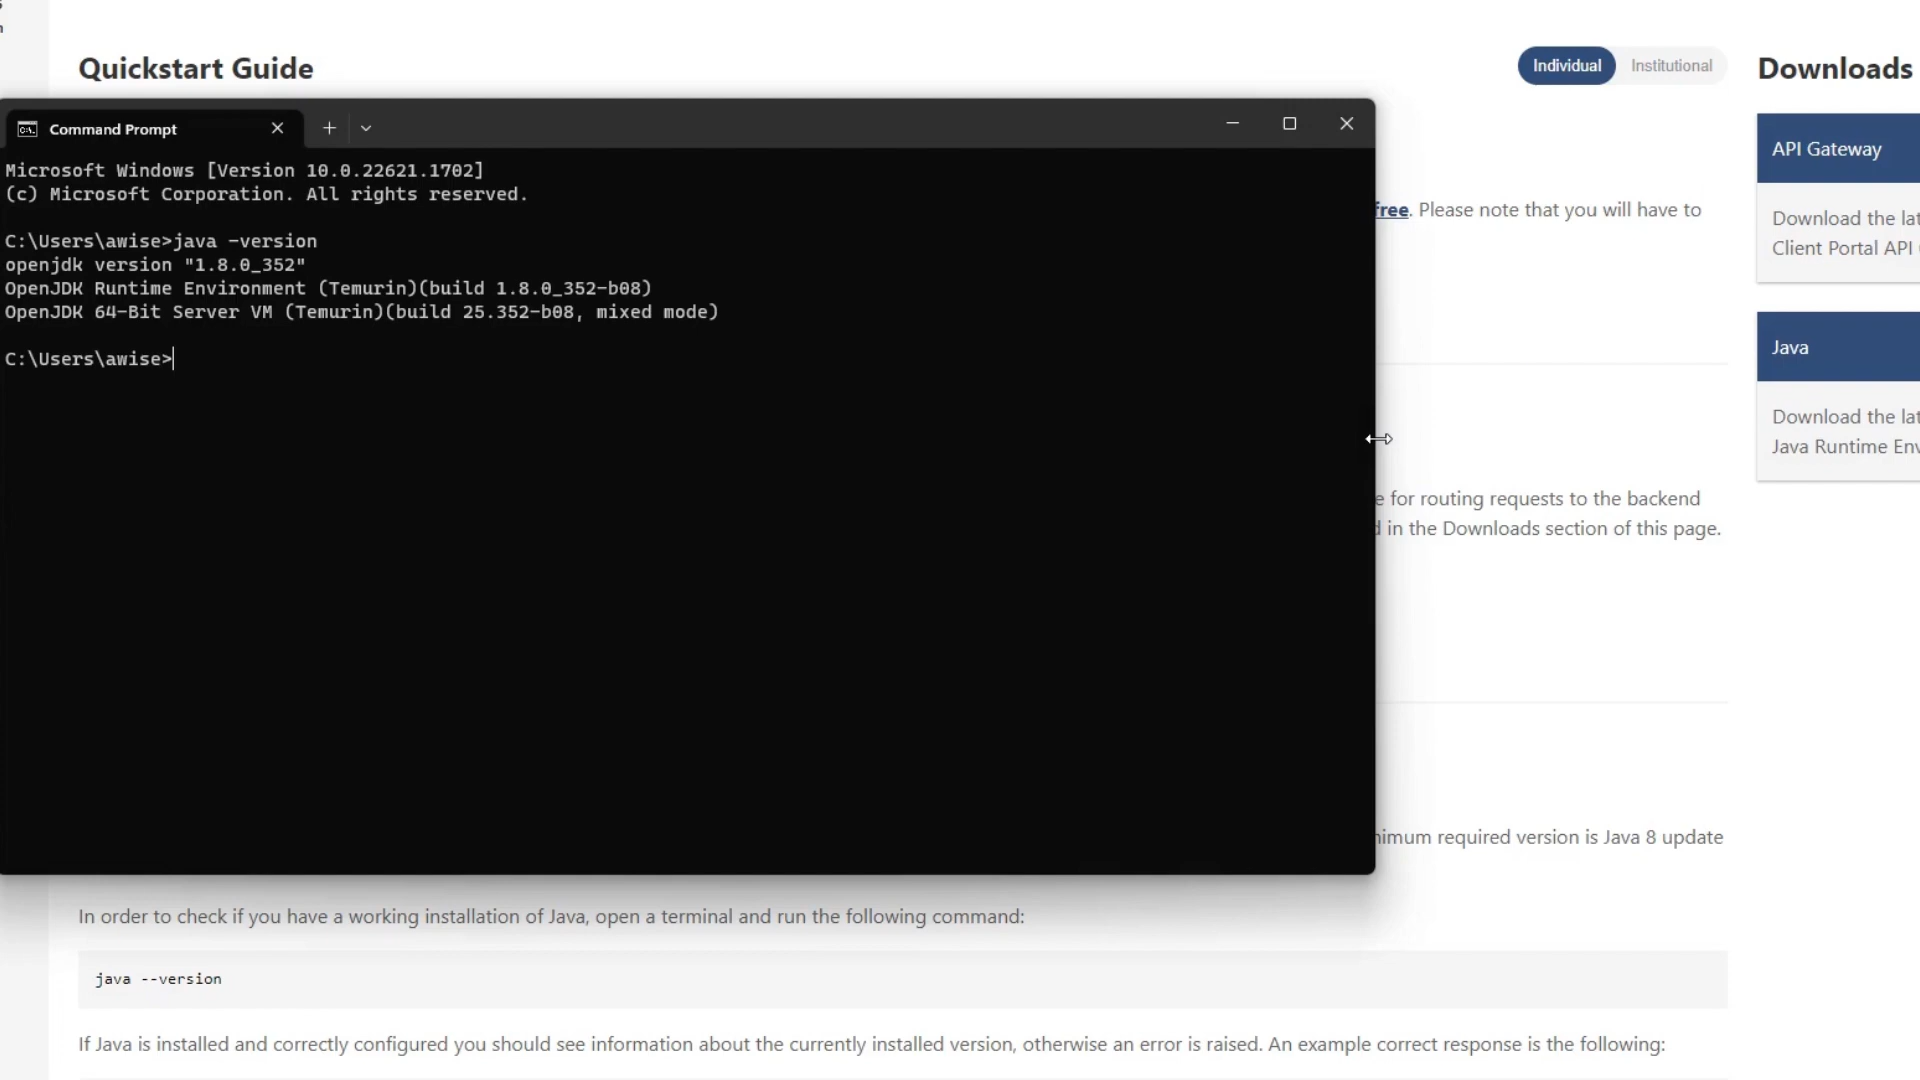 Quickstart Guide
Individual
Institutional
Downloads
Command Prompt
Microsoft Windows [Version 10.0.22621.1702]
(c) Microsoft Corporation. All rights reserved.
C:\Users\awise>java -version
openjdk version "1.8.0_352"
OpenJDK Runtime Environment (Temurin)(build 1.8.0_352-b08)
OpenJDK 64-Bit Server VM (Temurin)(build 25.352-b08, mixed mode)
C:\Users\awise>
free. Please note that you will have to
for routing requests to the backend
in the Downloads section of this page.
required version is Java 8 update
In order to check if you have a working installation of Java, open a terminal and run the following command:
java --version
If Java is installed and correctly configured you should see information about the currently installed version, otherwise an error is raised. An example correct response is the following:
API Gateway
Download the lat
Client Portal API
Java
Download the lat
Java Runtime Env